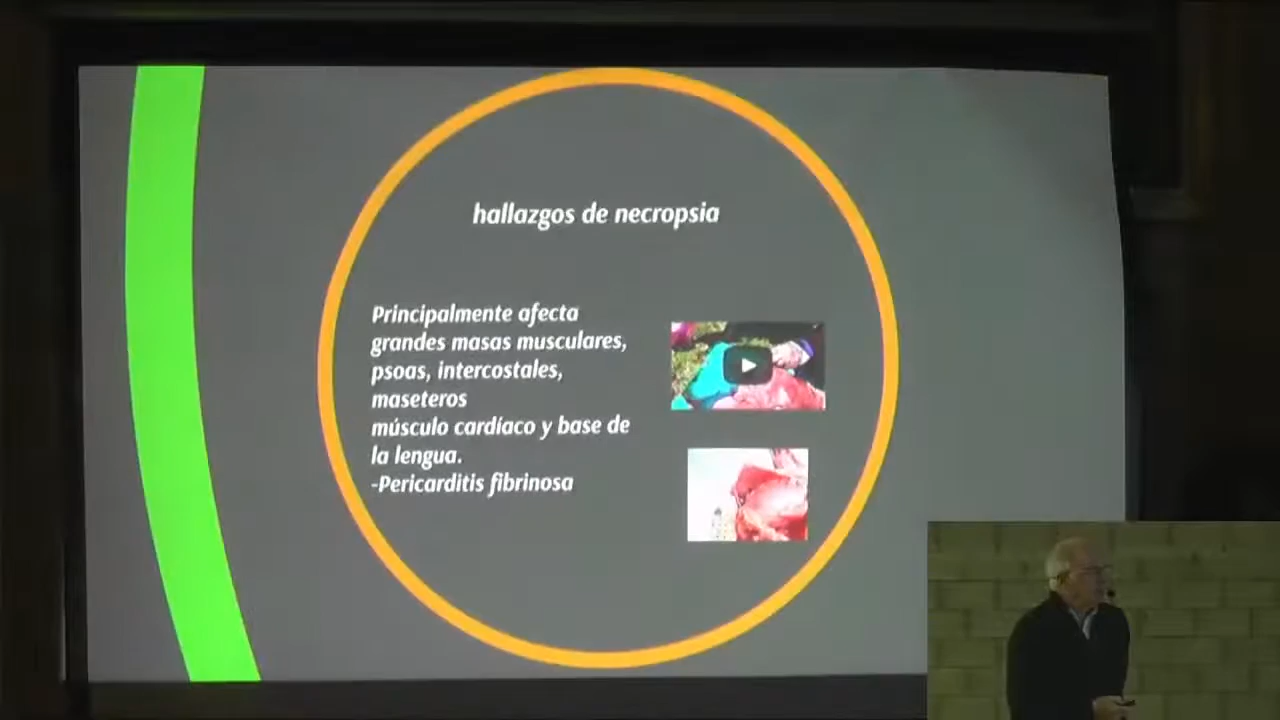 hallazgos de necropsia
Principalmente afecta
grandes masas musculares,
psoas, intercostales,
maseteros
músculo cardíaco y base de
la lengua.
-Pericarditis fibrinosa